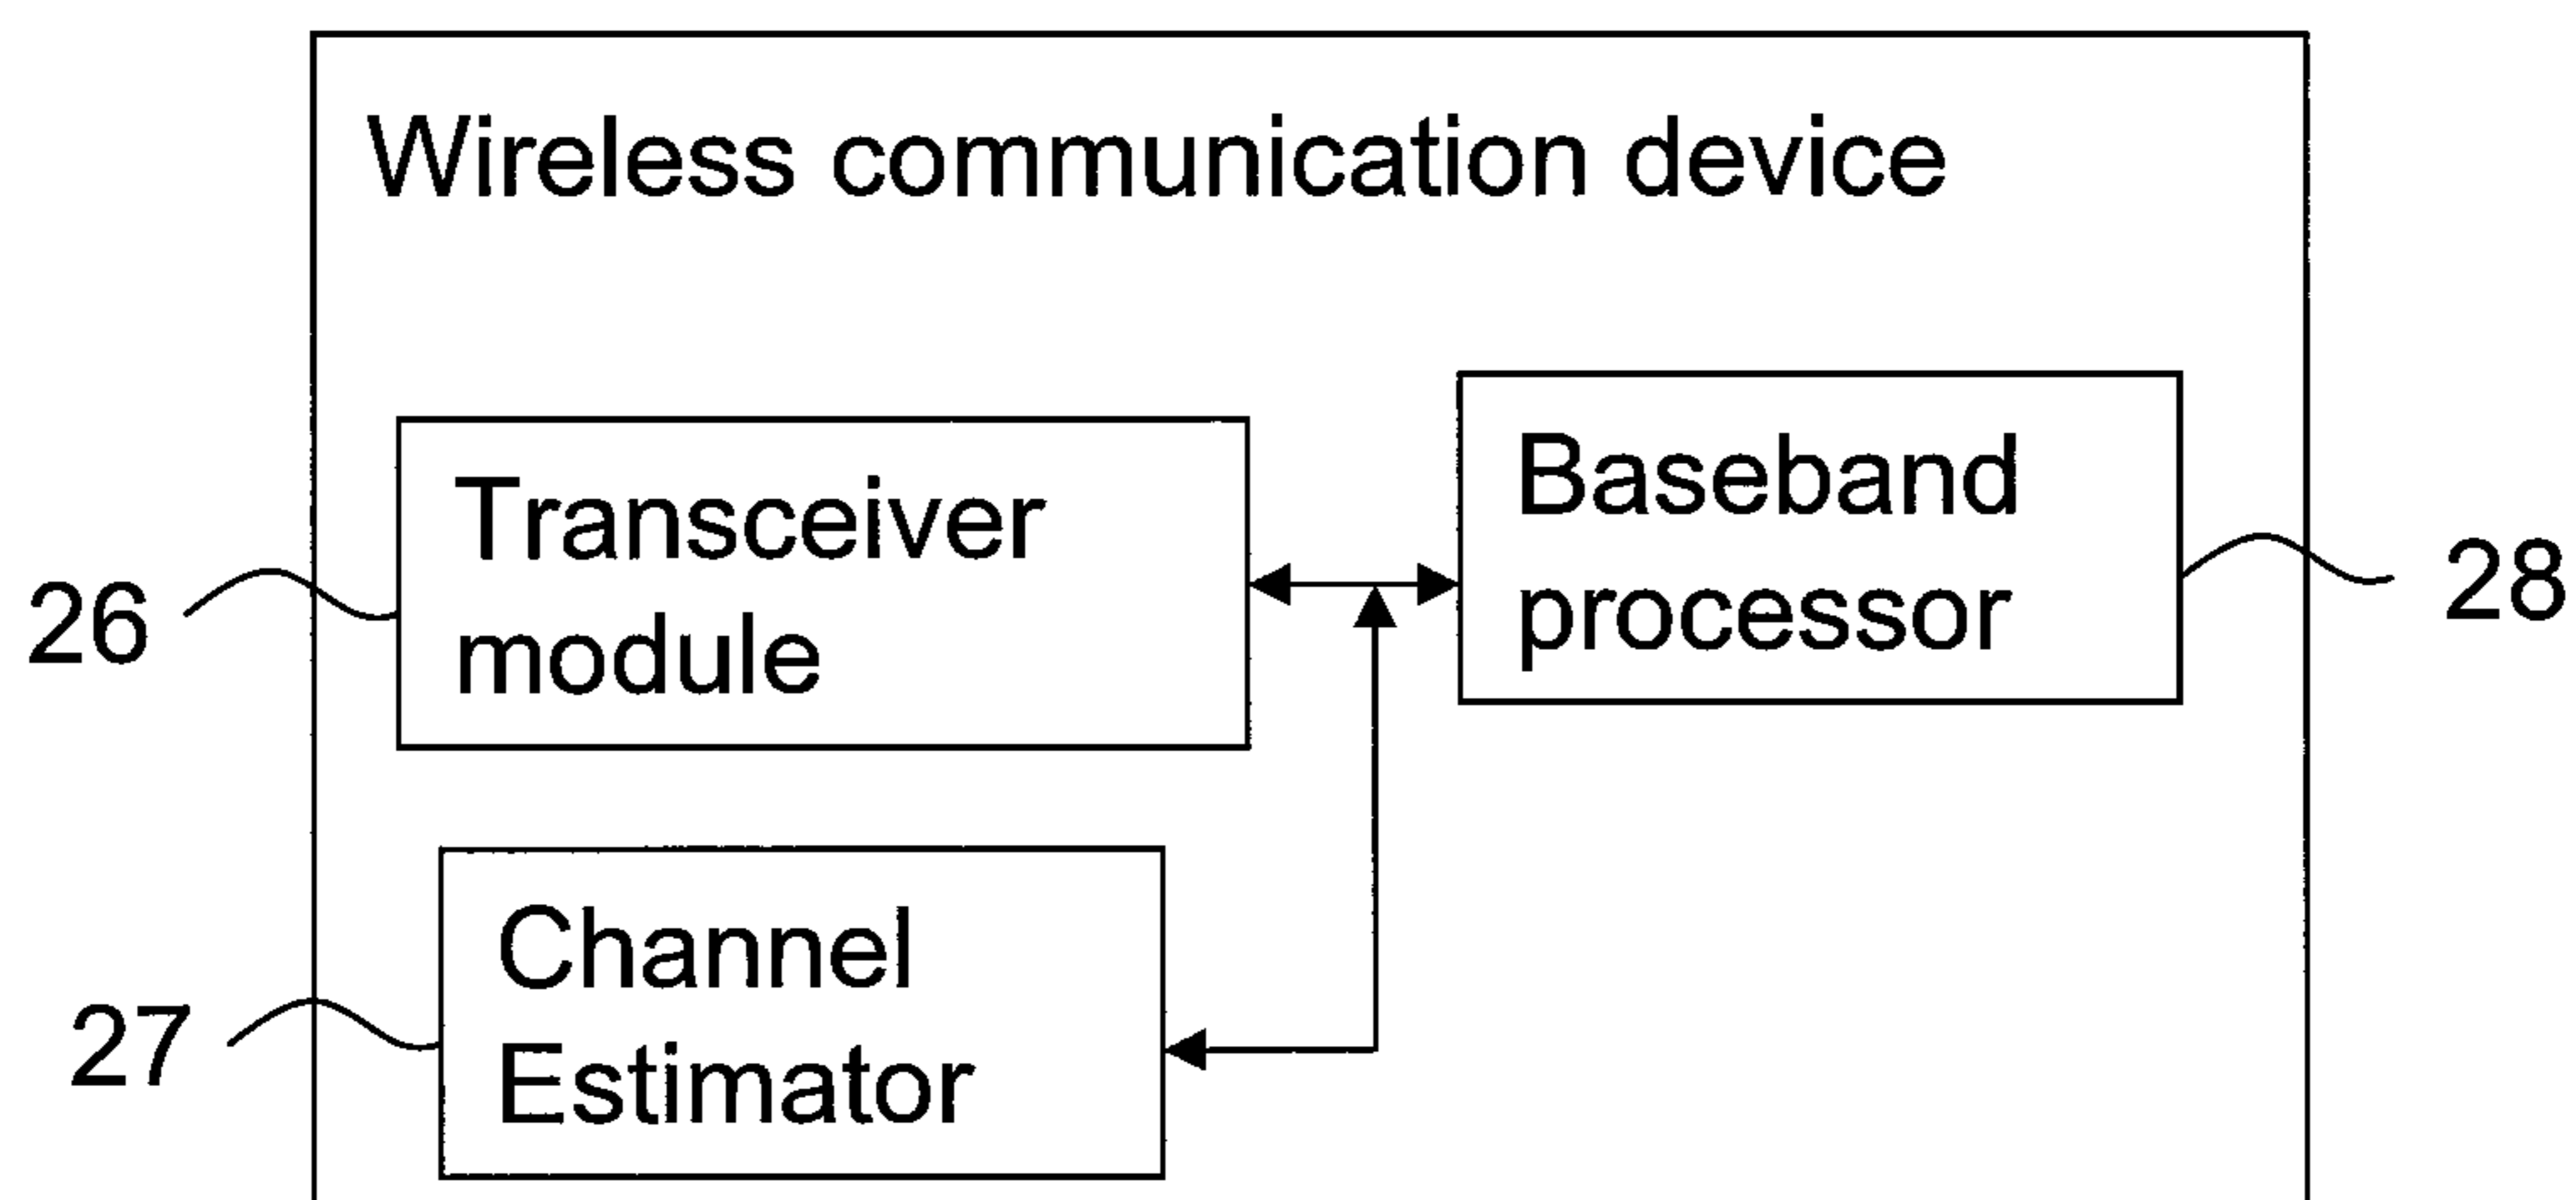 Wireless communication device
Transceiver
module
Baseband
processor
26
28
Channel
Estimator
27